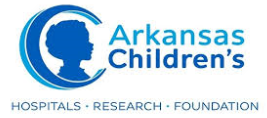 Arkansas
Children's
HOSPITALS • RESEARCH • FOUNDATION